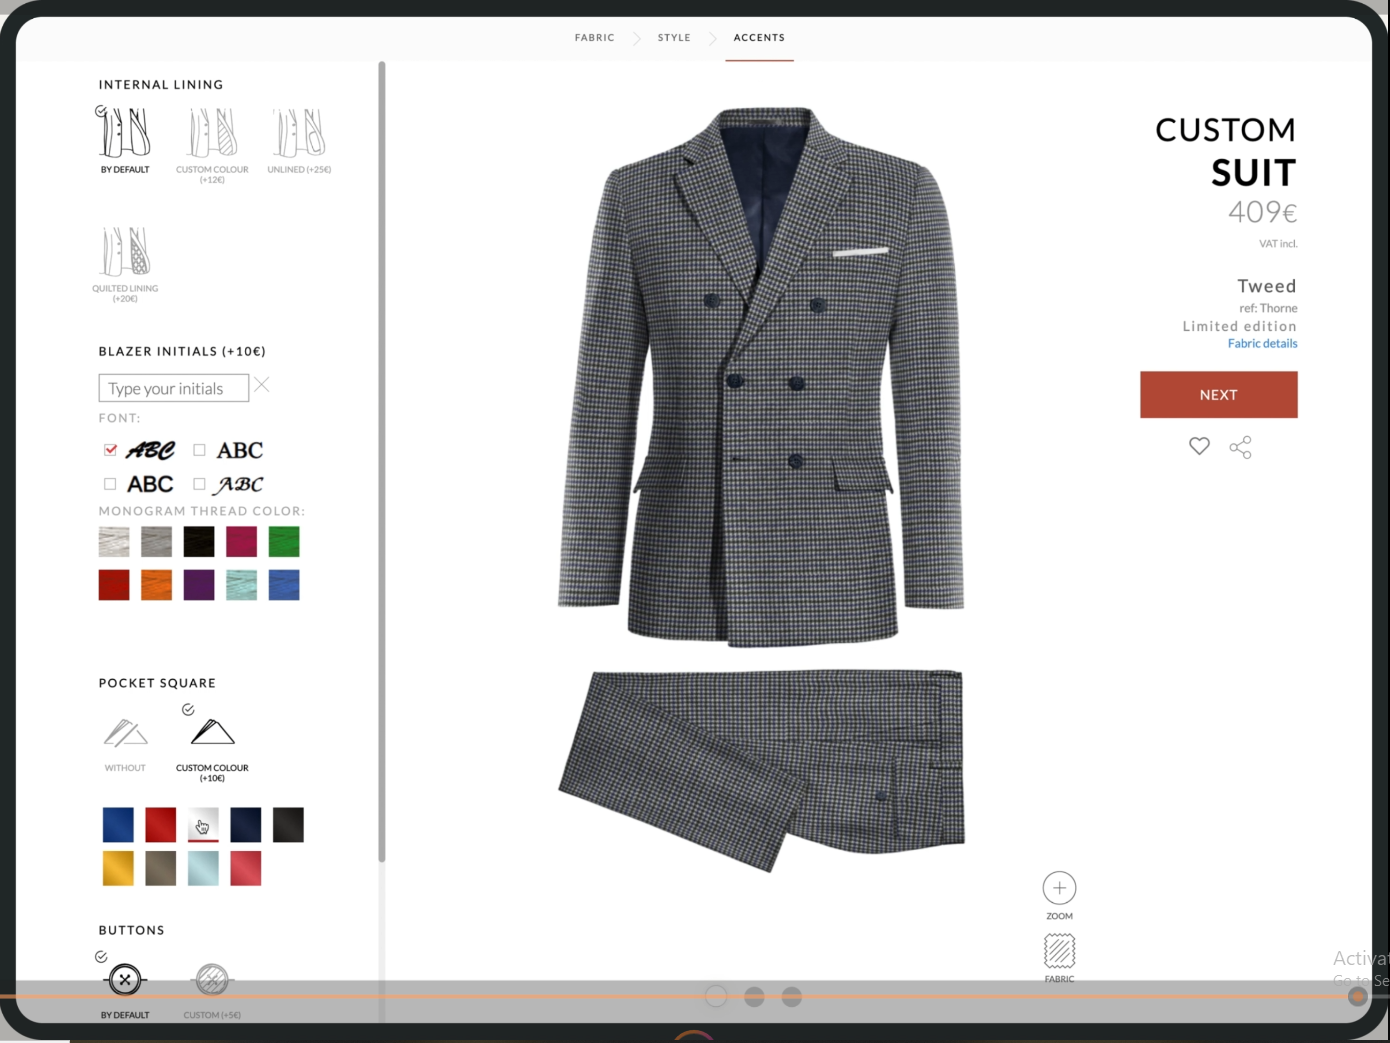 FABRIC
STYLE
ACCENTS
INTERNAL LINING
BY DEFAULT
CUSTOM COLOUR
(+12€)
UNLINED (+25€)
QUILTED LINING
(+20€)
BLAZER INITIALS (+10€)
Type your initials
FONT:
ABC
ABC
ABC
ABC
MONOGRAM THREAD COLOR:
POCKET SQUARE
WITHOUT
CUSTOM COLOUR
(+10€)
BUTTONS
BY DEFAULT
CUSTOM (+5€)
CUSTOM
SUIT
409€
VAT incl.
Tweed
ref: Thorne
Limited edition
Fabric details
NEXT
ZOOM
FABRIC
Activat
Go to Se